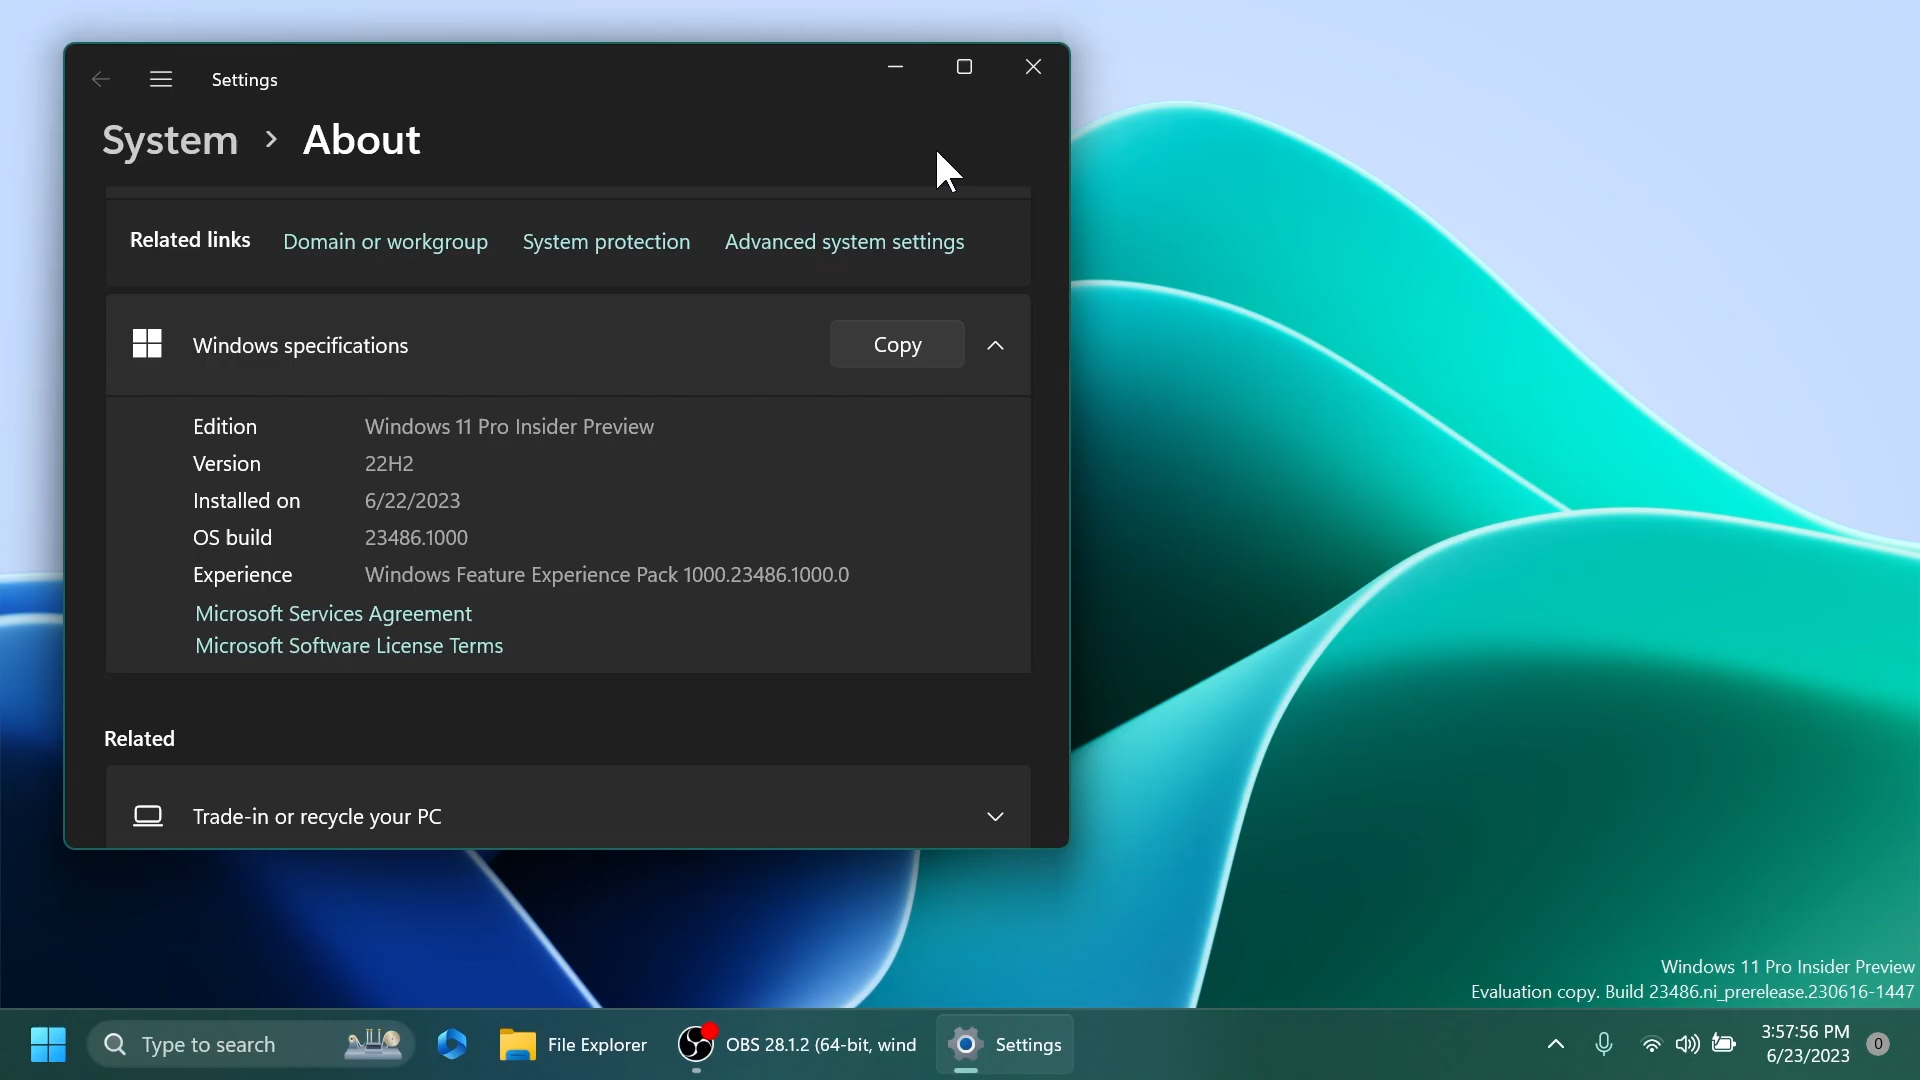 Settings
System > About
Related links Domain or workgroup System protection Advanced system settings
Windows specifications Copy
Edition Windows 11 Pro Insider Preview
Version 22H2
Installed on 6/22/2023
OS build 23486.1000
Experience Windows Feature Experience Pack 1000.23486.1000.0
Microsoft Services Agreement
Microsoft Software License Terms
Related
Trade-in or recycle your PC
Windows 11 Pro Insider Preview
Evaluation copy. Build 23486.ni_prerelease.230616-1447
Type to search File Explorer OBS 28.1.2 (64-bit, wind Settings
3:57:56 PM
6/23/2023
0